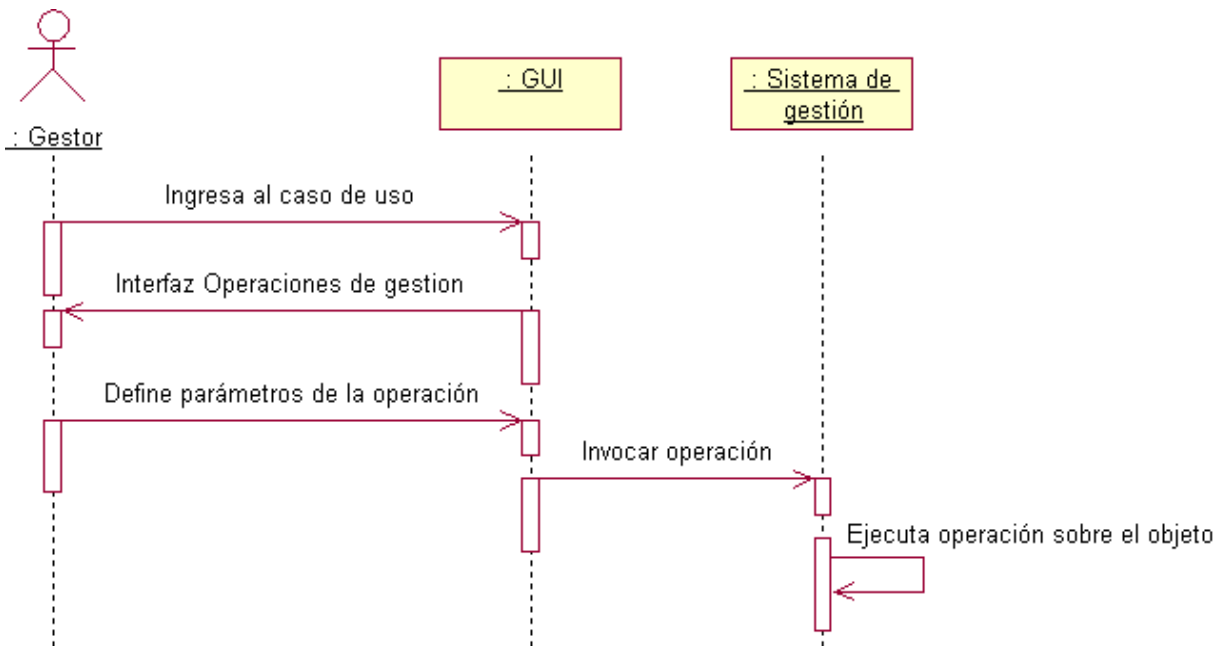 : GUI
: Sistema de
gestión
: Gestor
Ingresa al caso de uso
Interfaz Operaciones de gestion
Define parámetros de la operación
Invocar operación
Ejecuta operación sobre el objeto